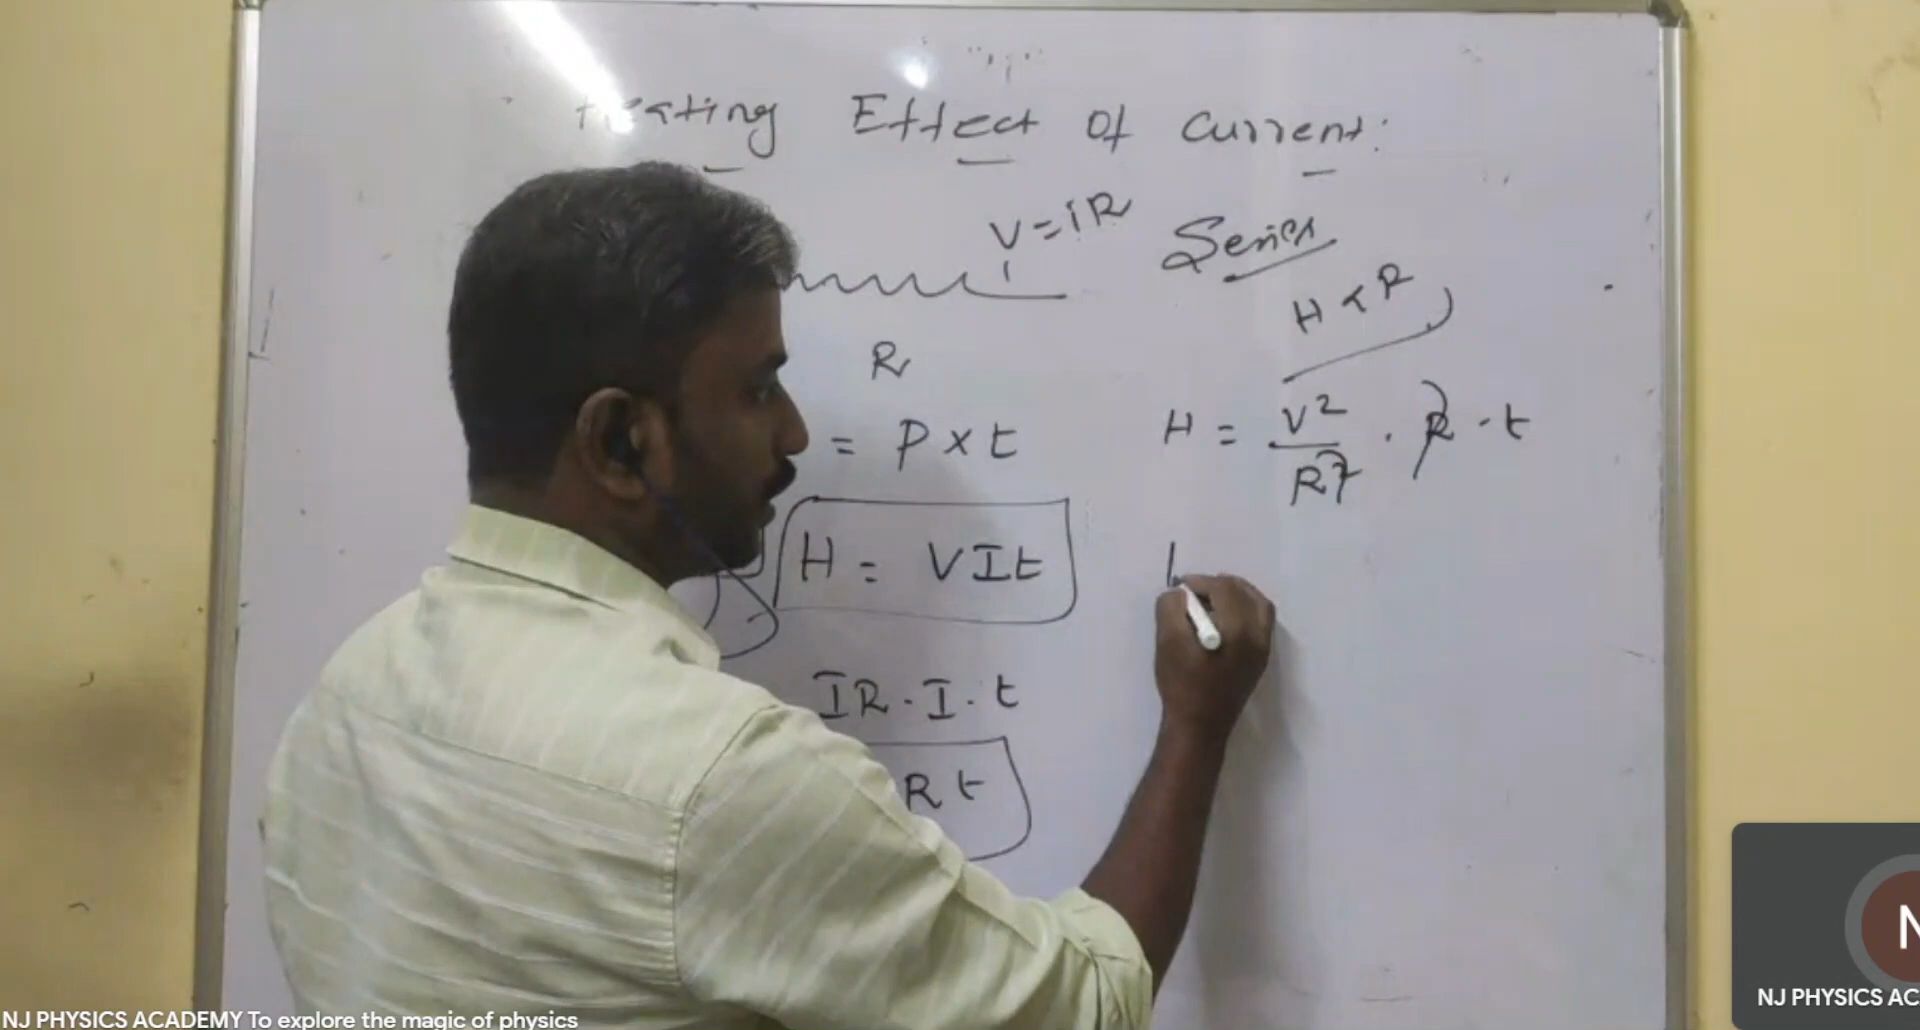 Heating Effect Of Current:
V=iR
Series
H ∝ R
R
= P × t
H = V²/R² . R . t
H = VIt
IR . I . t
R t
NJ PHYSICS ACADEMY To explore the magic of physics
N
NJ PHYSICS AC